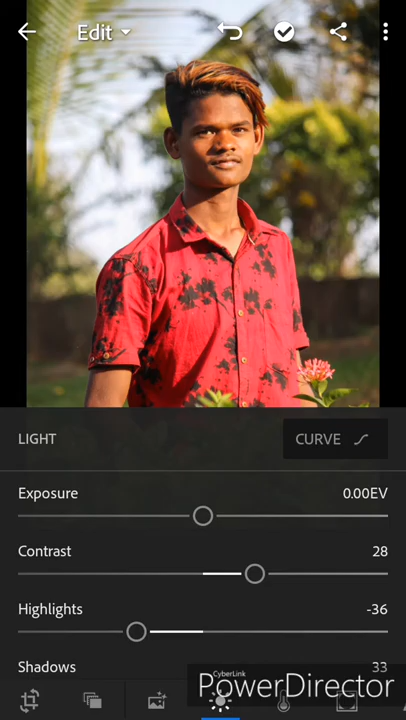 Edit
LIGHT
CURVE
Exposure
0.00EV
Contrast
28
Highlights
-36
Shadows
33
CyberLink
PowerDirector